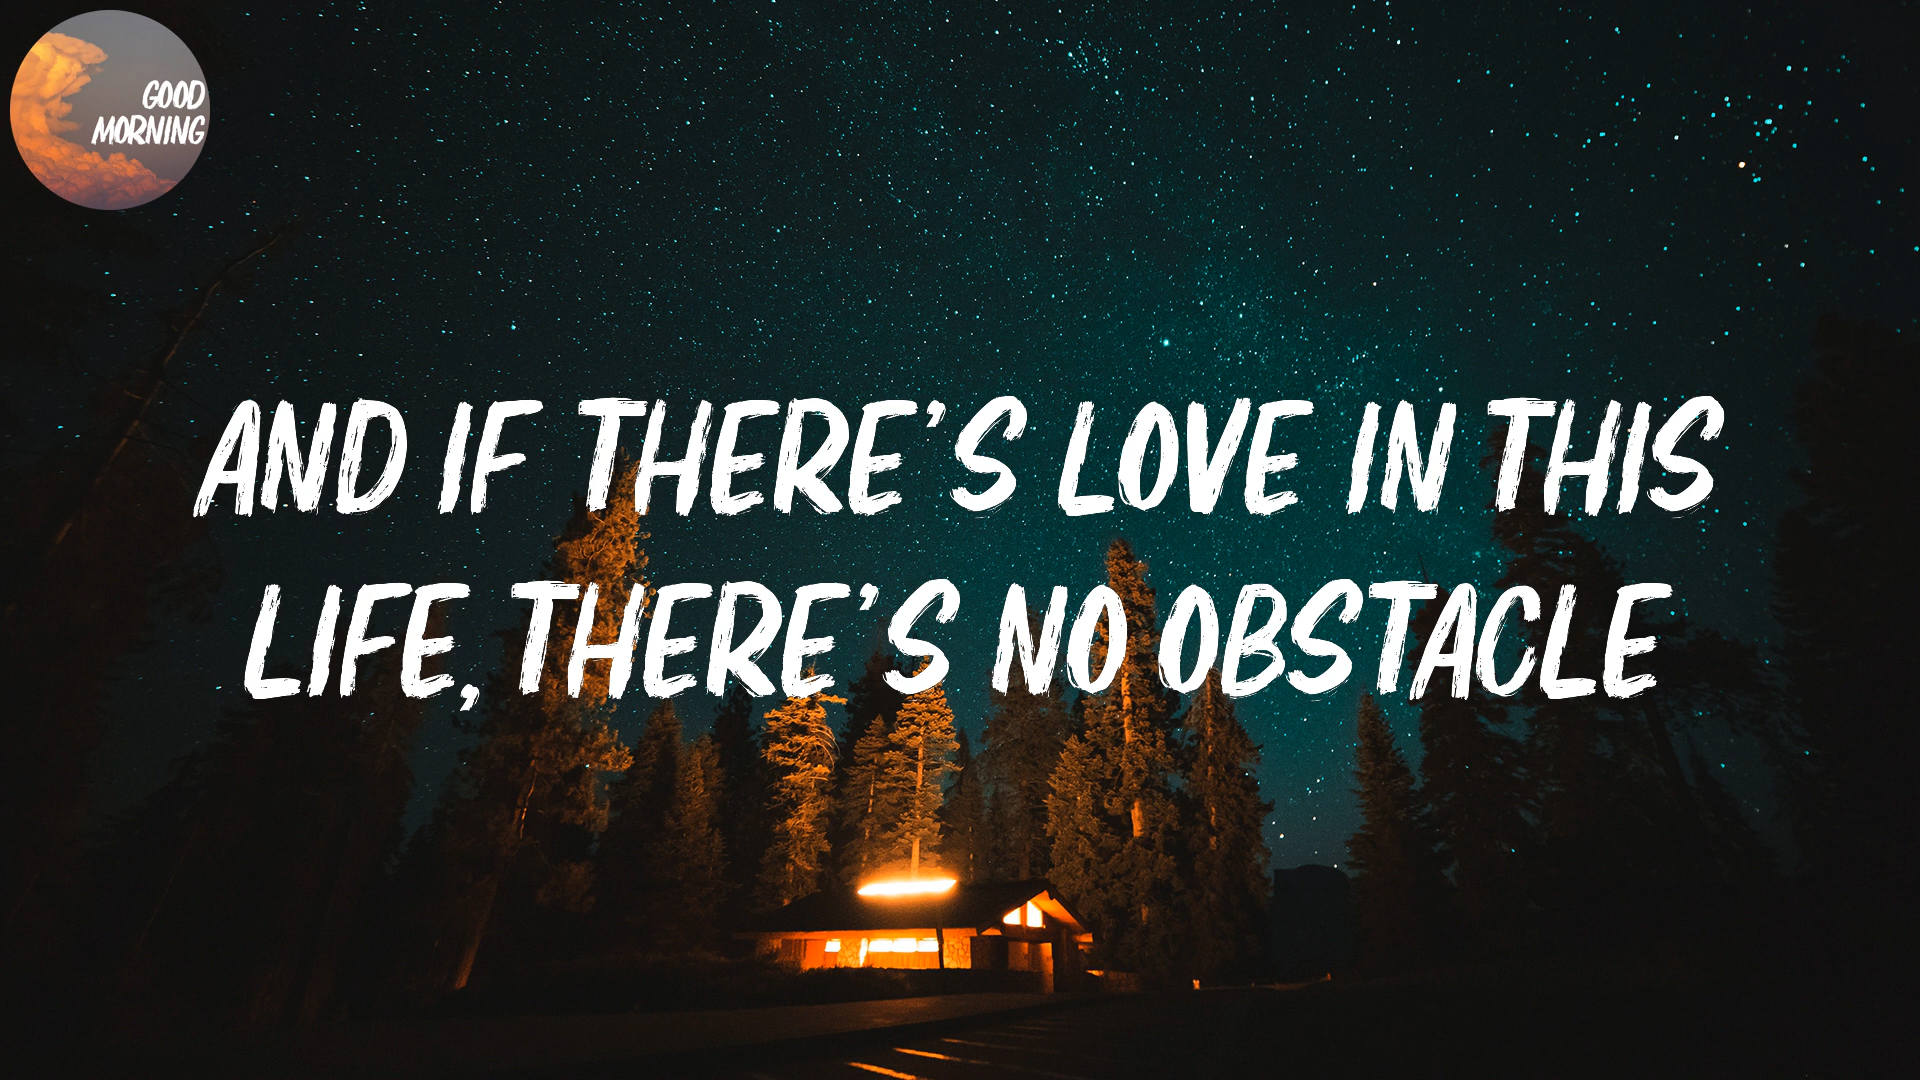 GOOD
MORNING
AND IF THERE'S LOVE IN THIS
LIFE, THERE'S NO OBSTACLE